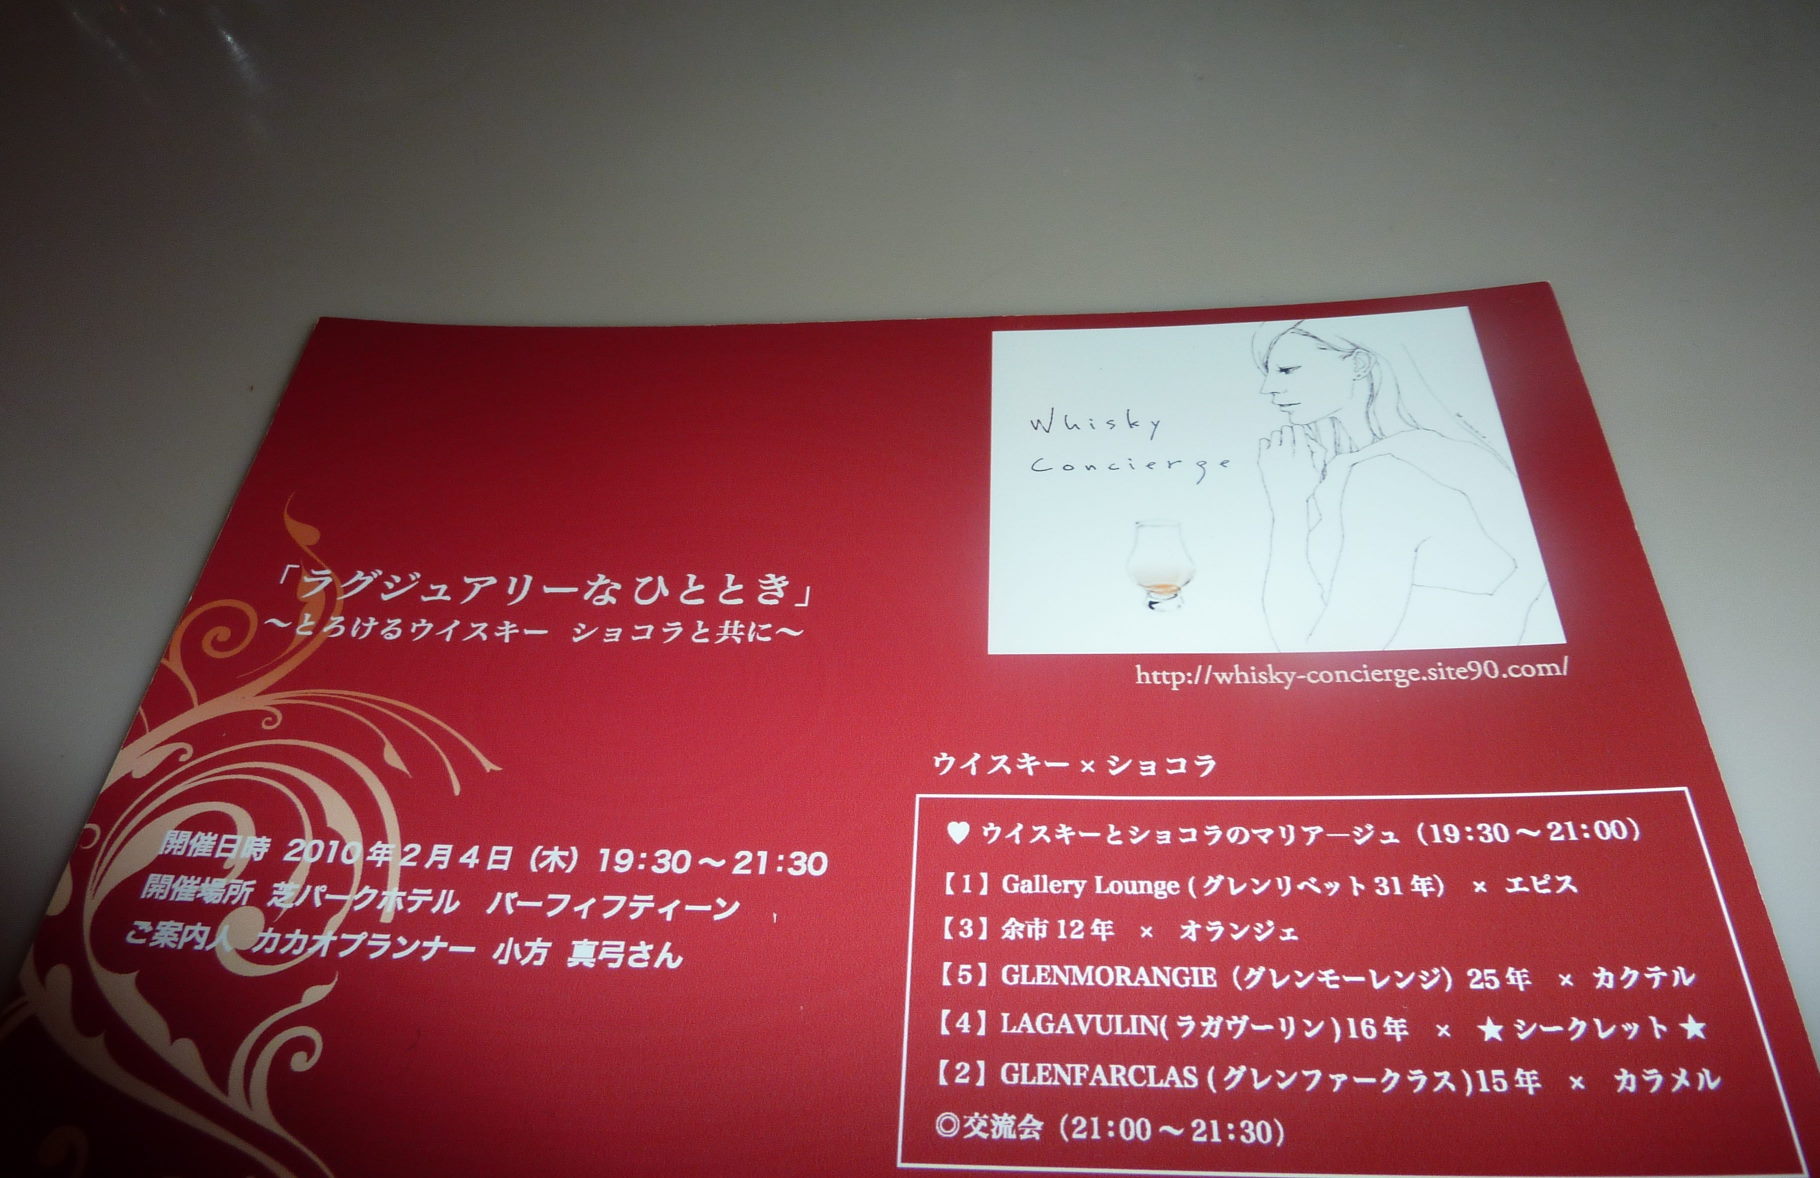 Whisky
Concierge
http://whisky-concierge.site90.com/
「ラグジュアリーなひととき」
〜とろけるウイスキー ショコラと共に〜
開催日時 2010年2月4日（木）19:30〜21:30
開催場所 芝パークホテル バーフィフティーン
ご案内人 カカオプランナー 小方 真弓さん
ウイスキー×ショコラ
♥ ウイスキーとショコラのマリアージュ（19:30〜21:00）
【1】Gallery Lounge (グレンリベット31年） × エピス
【3】余市12年 × オランジェ
【5】GLENMORANGIE（グレンモーレンジ）25年 × カクテル
【4】LAGAVULIN(ラガヴーリン)16年 × ★シークレット★
【2】GLENFARCLAS (グレンファークラス)15年 × カラメル
◎交流会（21:00〜21:30）